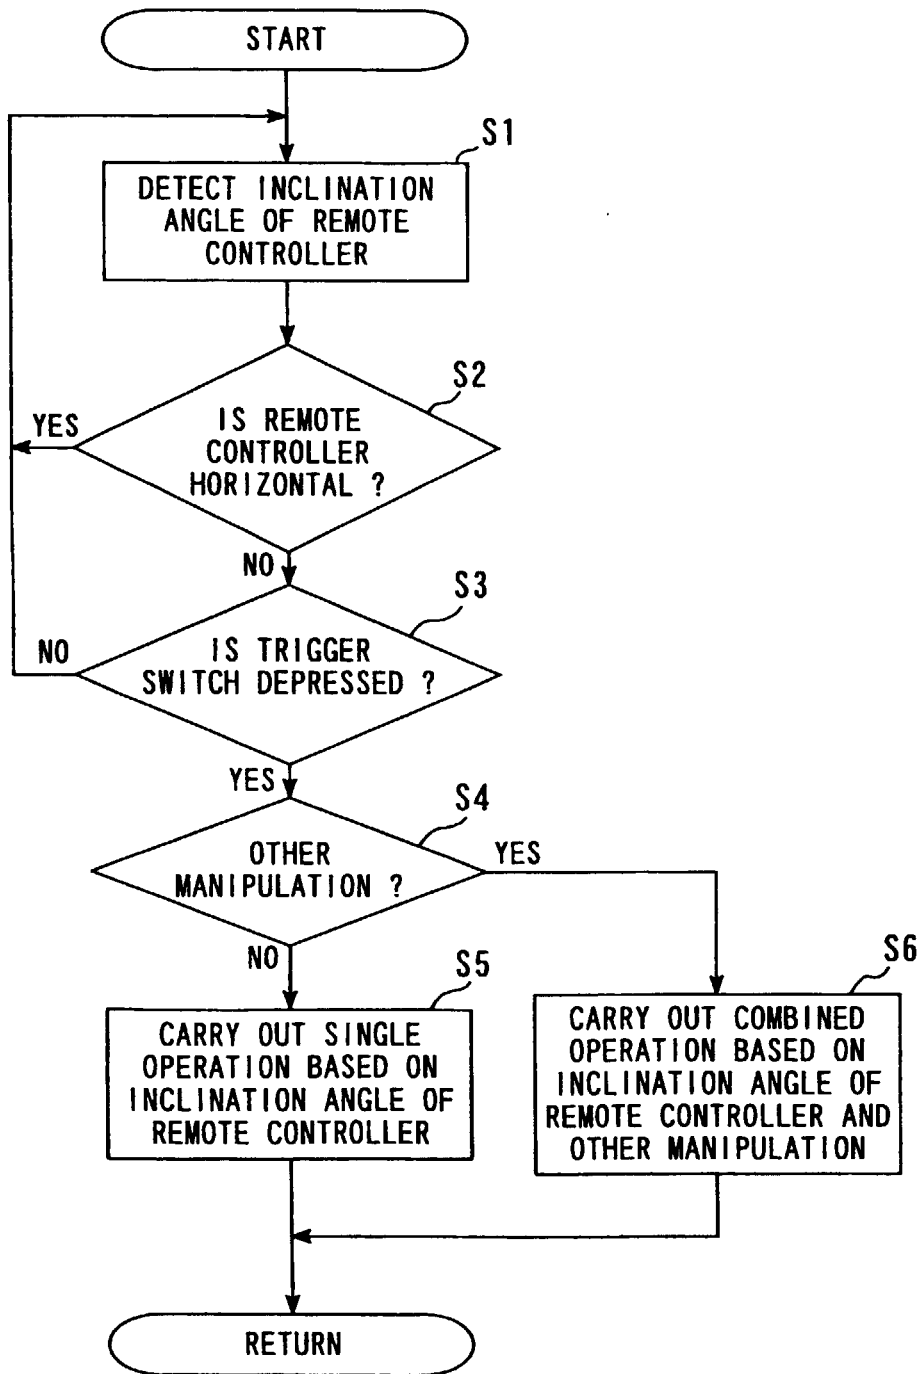 START
S1
DETECT INCLINATION
ANGLE OF REMOTE
CONTROLLER
S2
YES
IS REMOTE
CONTROLLER
HORIZONTAL ?
NO
S3
NO
IS TRIGGER
SWITCH DEPRESSED ?
YES
S4
OTHER
MANIPULATION ?
YES
NO
S5
CARRY OUT SINGLE
OPERATION BASED ON
INCLINATION ANGLE OF
REMOTE CONTROLLER
S6
CARRY OUT COMBINED
OPERATION BASED ON
INCLINATION ANGLE OF
REMOTE CONTROLLER AND
OTHER MANIPULATION
RETURN